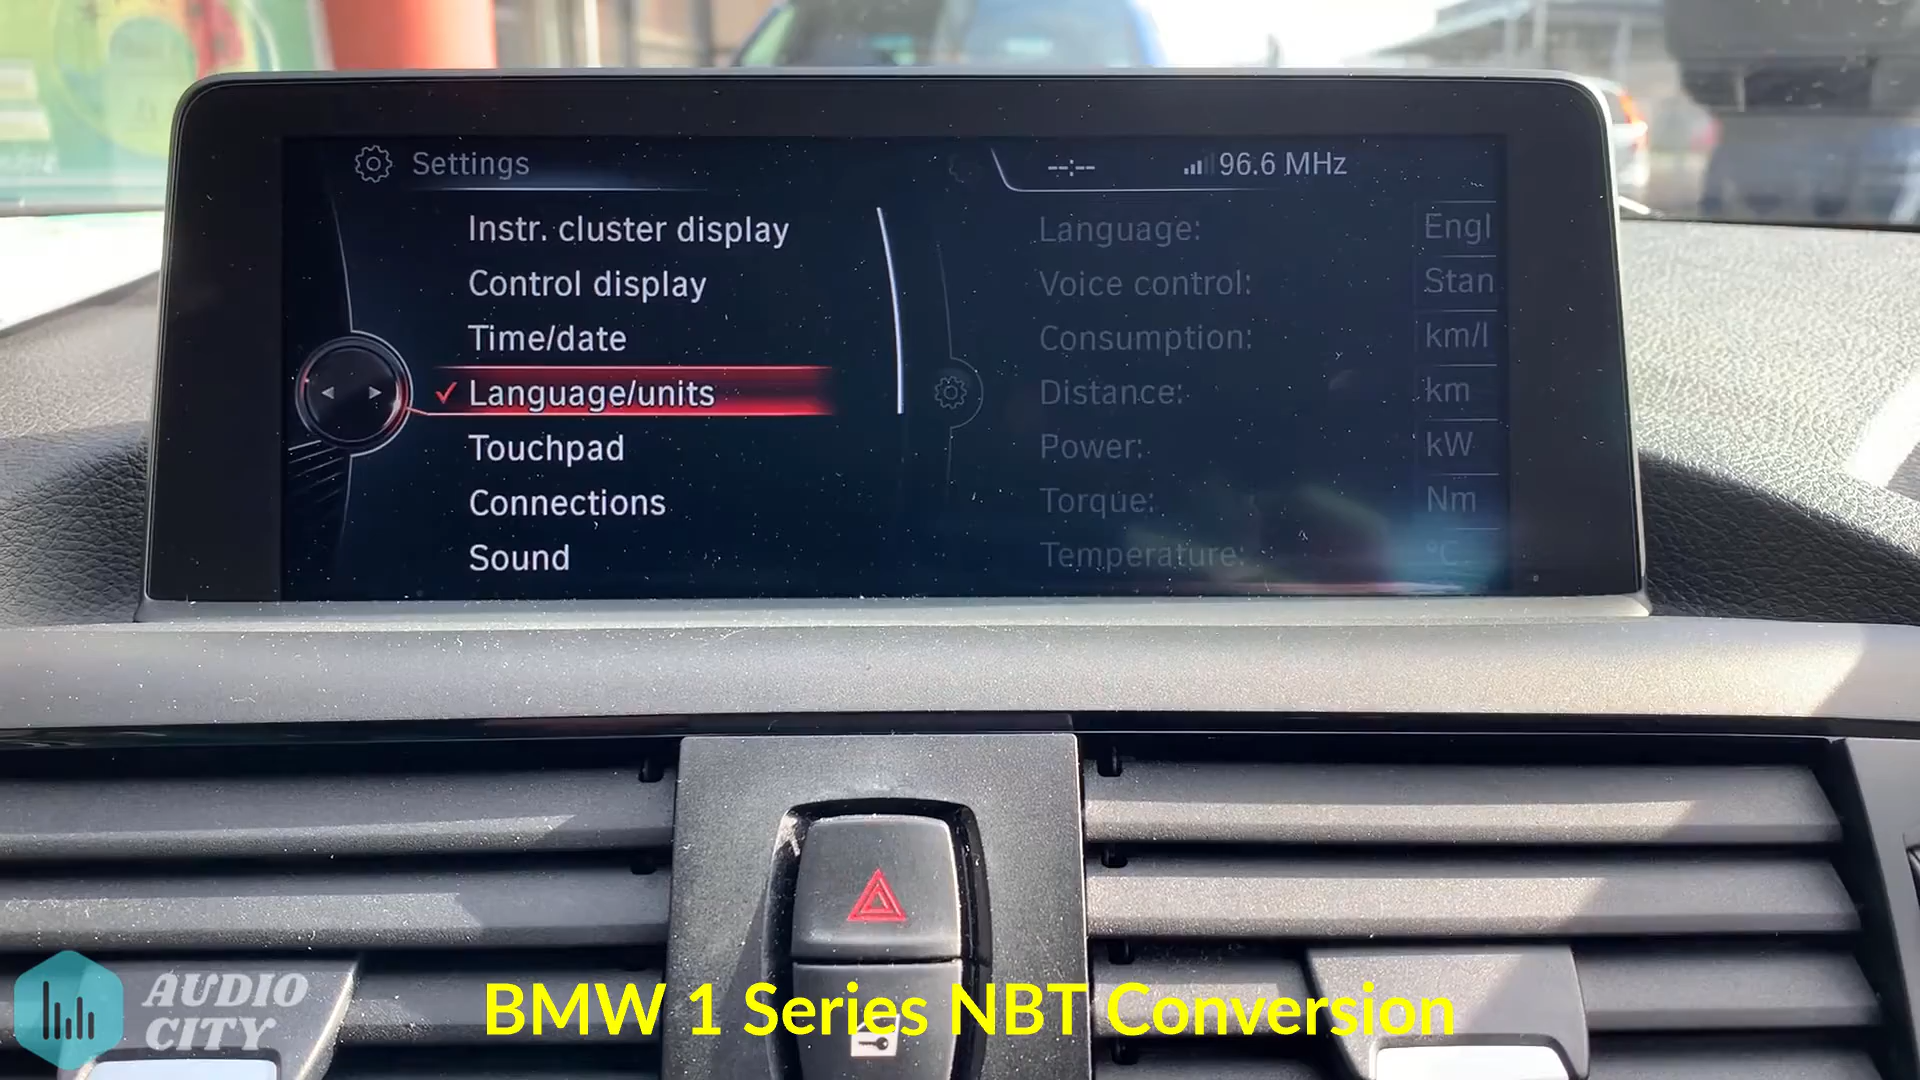 Settings
--:--
96.6 MHz
Instr. cluster display
Control display
Time/date
Language/units
Touchpad
Connections
Sound
Language: Engl
Voice control: Stan
Consumption: km/l
Distance: km
Power: kW
Torque: Nm
Temperature: °C
AUDIO
CITY
BMW 1 Series NBT Conversion